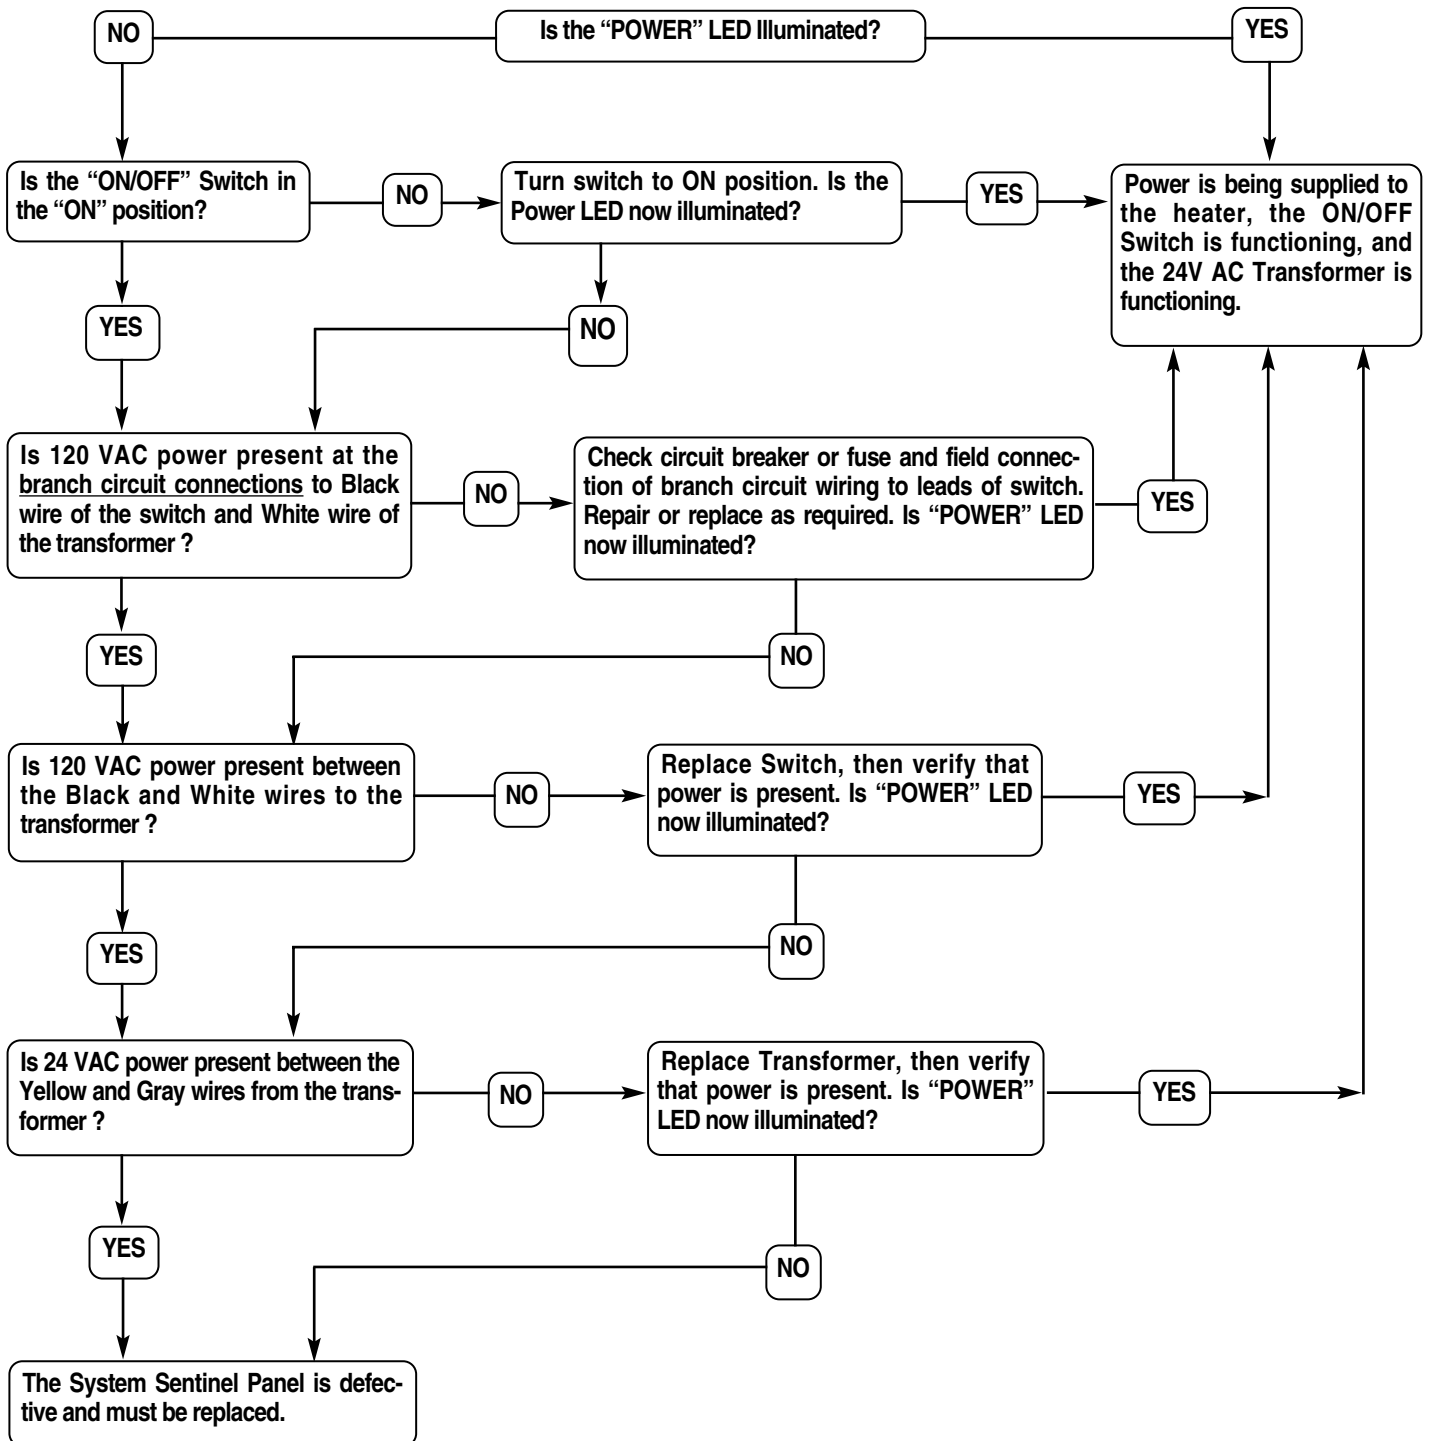 NO
Is the “POWER” LED Illuminated?
YES
Is the “ON/OFF” Switch in
the “ON” position?
NO
Turn switch to ON position. Is the
Power LED now illuminated?
YES
Power is being supplied to
the heater, the ON/OFF
Switch is functioning, and
the 24V AC Transformer is
functioning.
YES
NO
Is 120 VAC power present at the
branch circuit connections to Black
wire of the switch and White wire of
the transformer ?
NO
Check circuit breaker or fuse and field connec-
tion of branch circuit wiring to leads of switch.
Repair or replace as required. Is “POWER” LED
now illuminated?
YES
YES
NO
Is 120 VAC power present between
the Black and White wires to the
transformer ?
NO
Replace Switch, then verify that
power is present. Is “POWER” LED
now illuminated?
YES
YES
NO
Is 24 VAC power present between the
Yellow and Gray wires from the trans-
former ?
NO
Replace Transformer, then verify
that power is present. Is “POWER”
LED now illuminated?
YES
YES
NO
The System Sentinel Panel is defec-
tive and must be replaced.